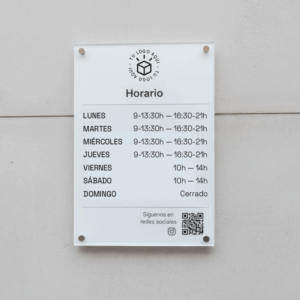 TU LOGO AQUÍ · TU LOGO AQUÍ ·
Horario
LUNES 9-13:30h — 16:30-21h
MARTES 9-13:30h — 16:30-21h
MIÉRCOLES 9-13:30h — 16:30-21h
JUEVES 9-13:30h — 16:30-21h
VIERNES 10h — 14h
SÁBADO 10h — 14h
DOMINGO Cerrado
Síguenos en
redes sociales